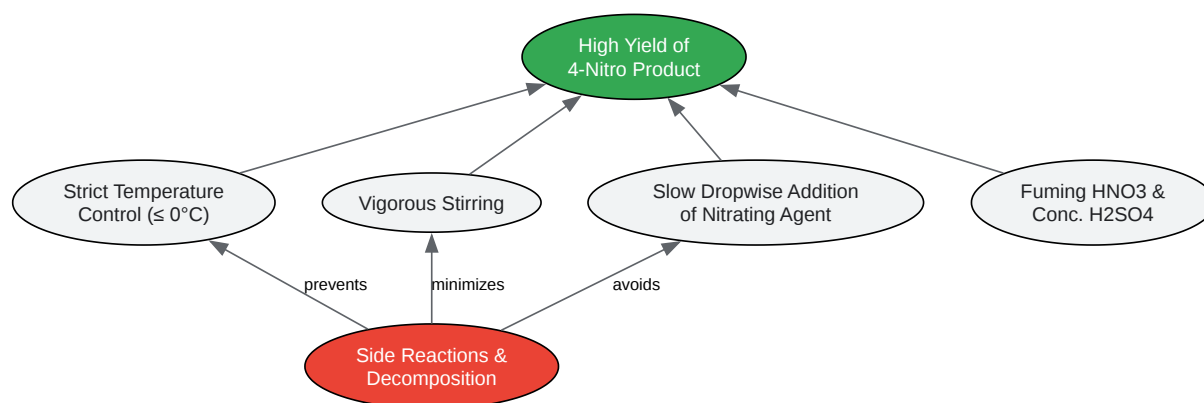 High Yield of
4-Nitro Product
Strict Temperature
Control (≤ 0°C)
Vigorous Stirring
Slow Dropwise Addition
of Nitrating Agent
Fuming HNO3 &
Conc. H2SO4
prevents
minimizes
avoids
Side Reactions &
Decomposition